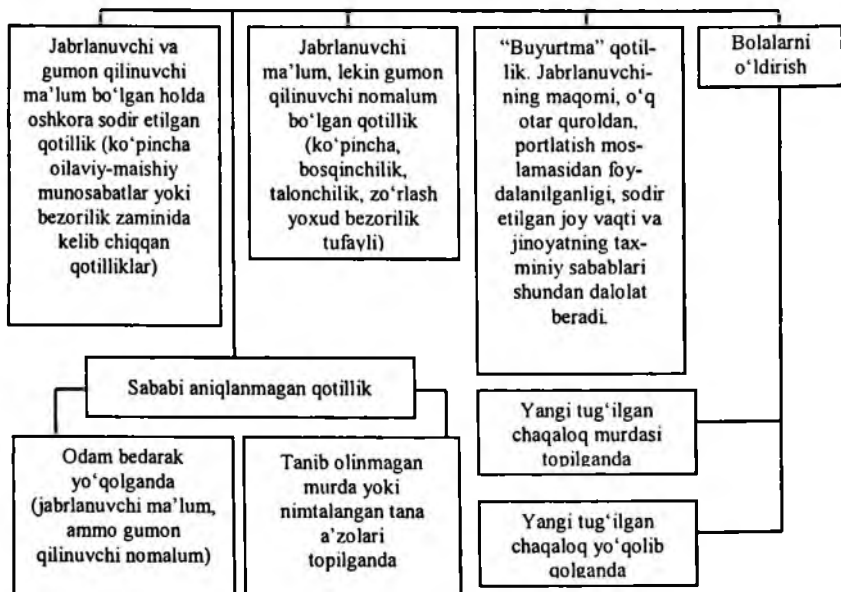 Jabrlanuvchi va
gumon qilinuvchi
ma’lum bo‘lgan holda
oshkora sodir etilgan
qotillik (ko‘pincha
oilaviy-maishiy
munosabatlar yoki
bezorilik zaminida
kelib chiqqan
qotilliklar)
Jabrlanuvchi
ma’lum, lekin gumon
qilinuvchi nomalum
bo‘lgan qotillik
(ko‘pincha,
bosqinchilik,
talonchilik, zo‘rlash
yoxud bezorilik
tufayli)
“Buyurtma” qotil-
lik. Jabrlanuvchi-
ning maqomi, o‘q
otar quroldan,
portlatish mos-
lamasidan foy-
dalanilganligi, sodir
etilgan joy vaqti va
jinoyatning tax-
miniy sabablari
shundan dalolat
beradi.
Bolalarni
o‘ldirish
Sababi aniqlanmagan qotillik
Odam bedarak
yo‘qolganda
(jabrlanuvchi ma’lum,
ammo gumon
qilinuvchi nomalum)
Tanib olinmagan
murda yoki
nimtalangan tana
a’zolari
topilganda
Yangi tug‘ilgan
chaqaloq murdasi
topilganda
Yangi tug‘ilgan
chaqaloq yo‘qolib
qolganda